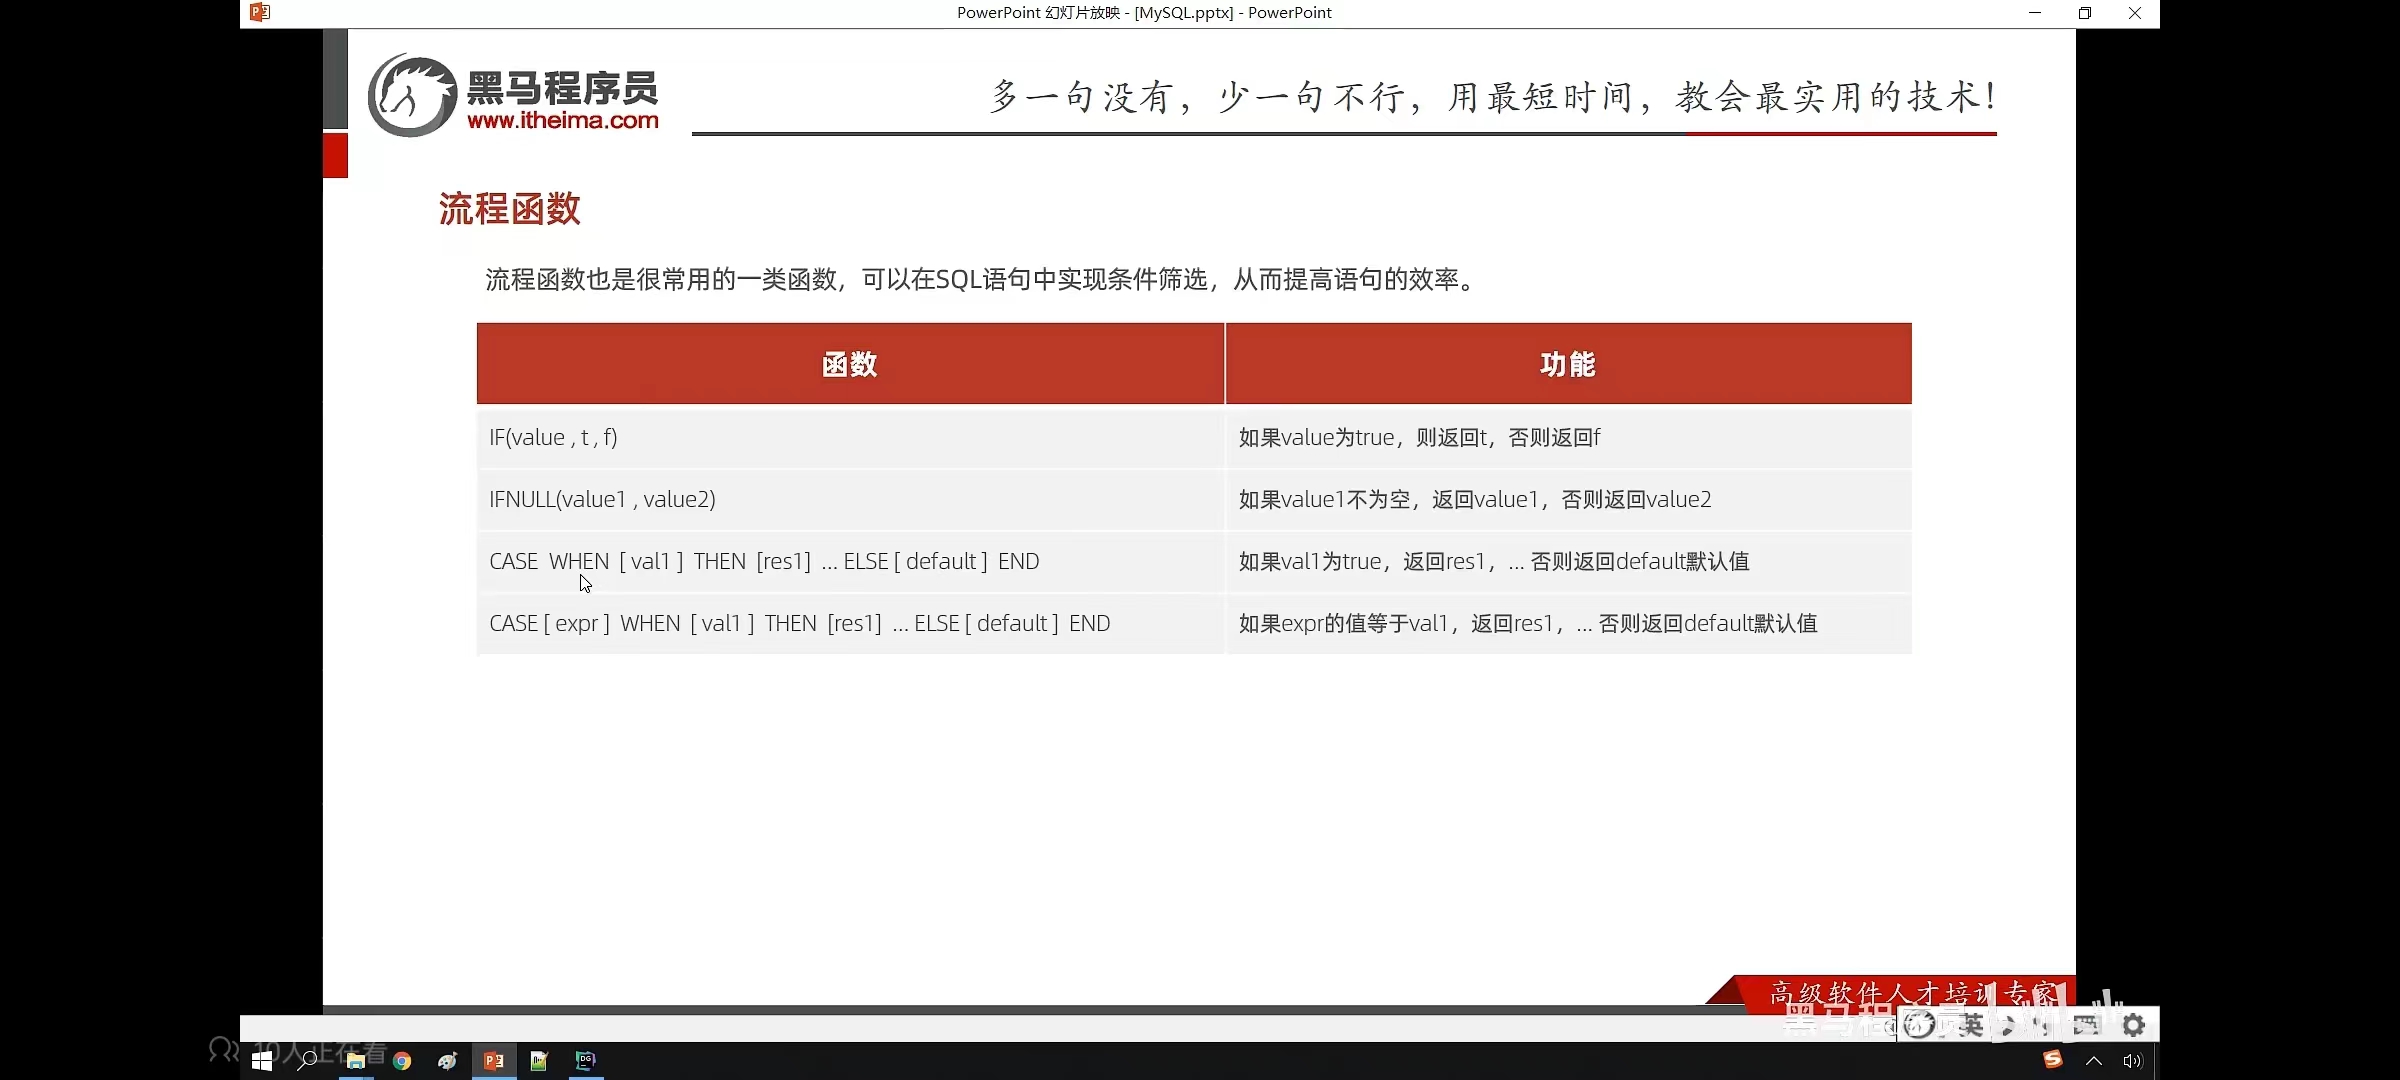 PowerPoint 幻灯片放映 - [MySQL.pptx] - PowerPoint
黑马程序员
www.itheima.com
多一句没有，少一句不行，用最短时间，教会最实用的技术！
流程函数
流程函数也是很常用的一类函数，可以在SQL语句中实现条件筛选，从而提高语句的效率。
函数 功能
IF(value , t , f) 如果value为true，则返回t，否则返回f
IFNULL(value1 , value2) 如果value1不为空，返回value1，否则返回value2
CASE WHEN [ val1 ] THEN [res1] ... ELSE [ default ] END 如果val1为true，返回res1，... 否则返回default默认值
CASE [ expr ] WHEN [ val1 ] THEN [res1] ... ELSE [ default ] END 如果expr的值等于val1，返回res1，... 否则返回default默认值
高级软件人才培训专家
黑马程序员
英
10人正在看